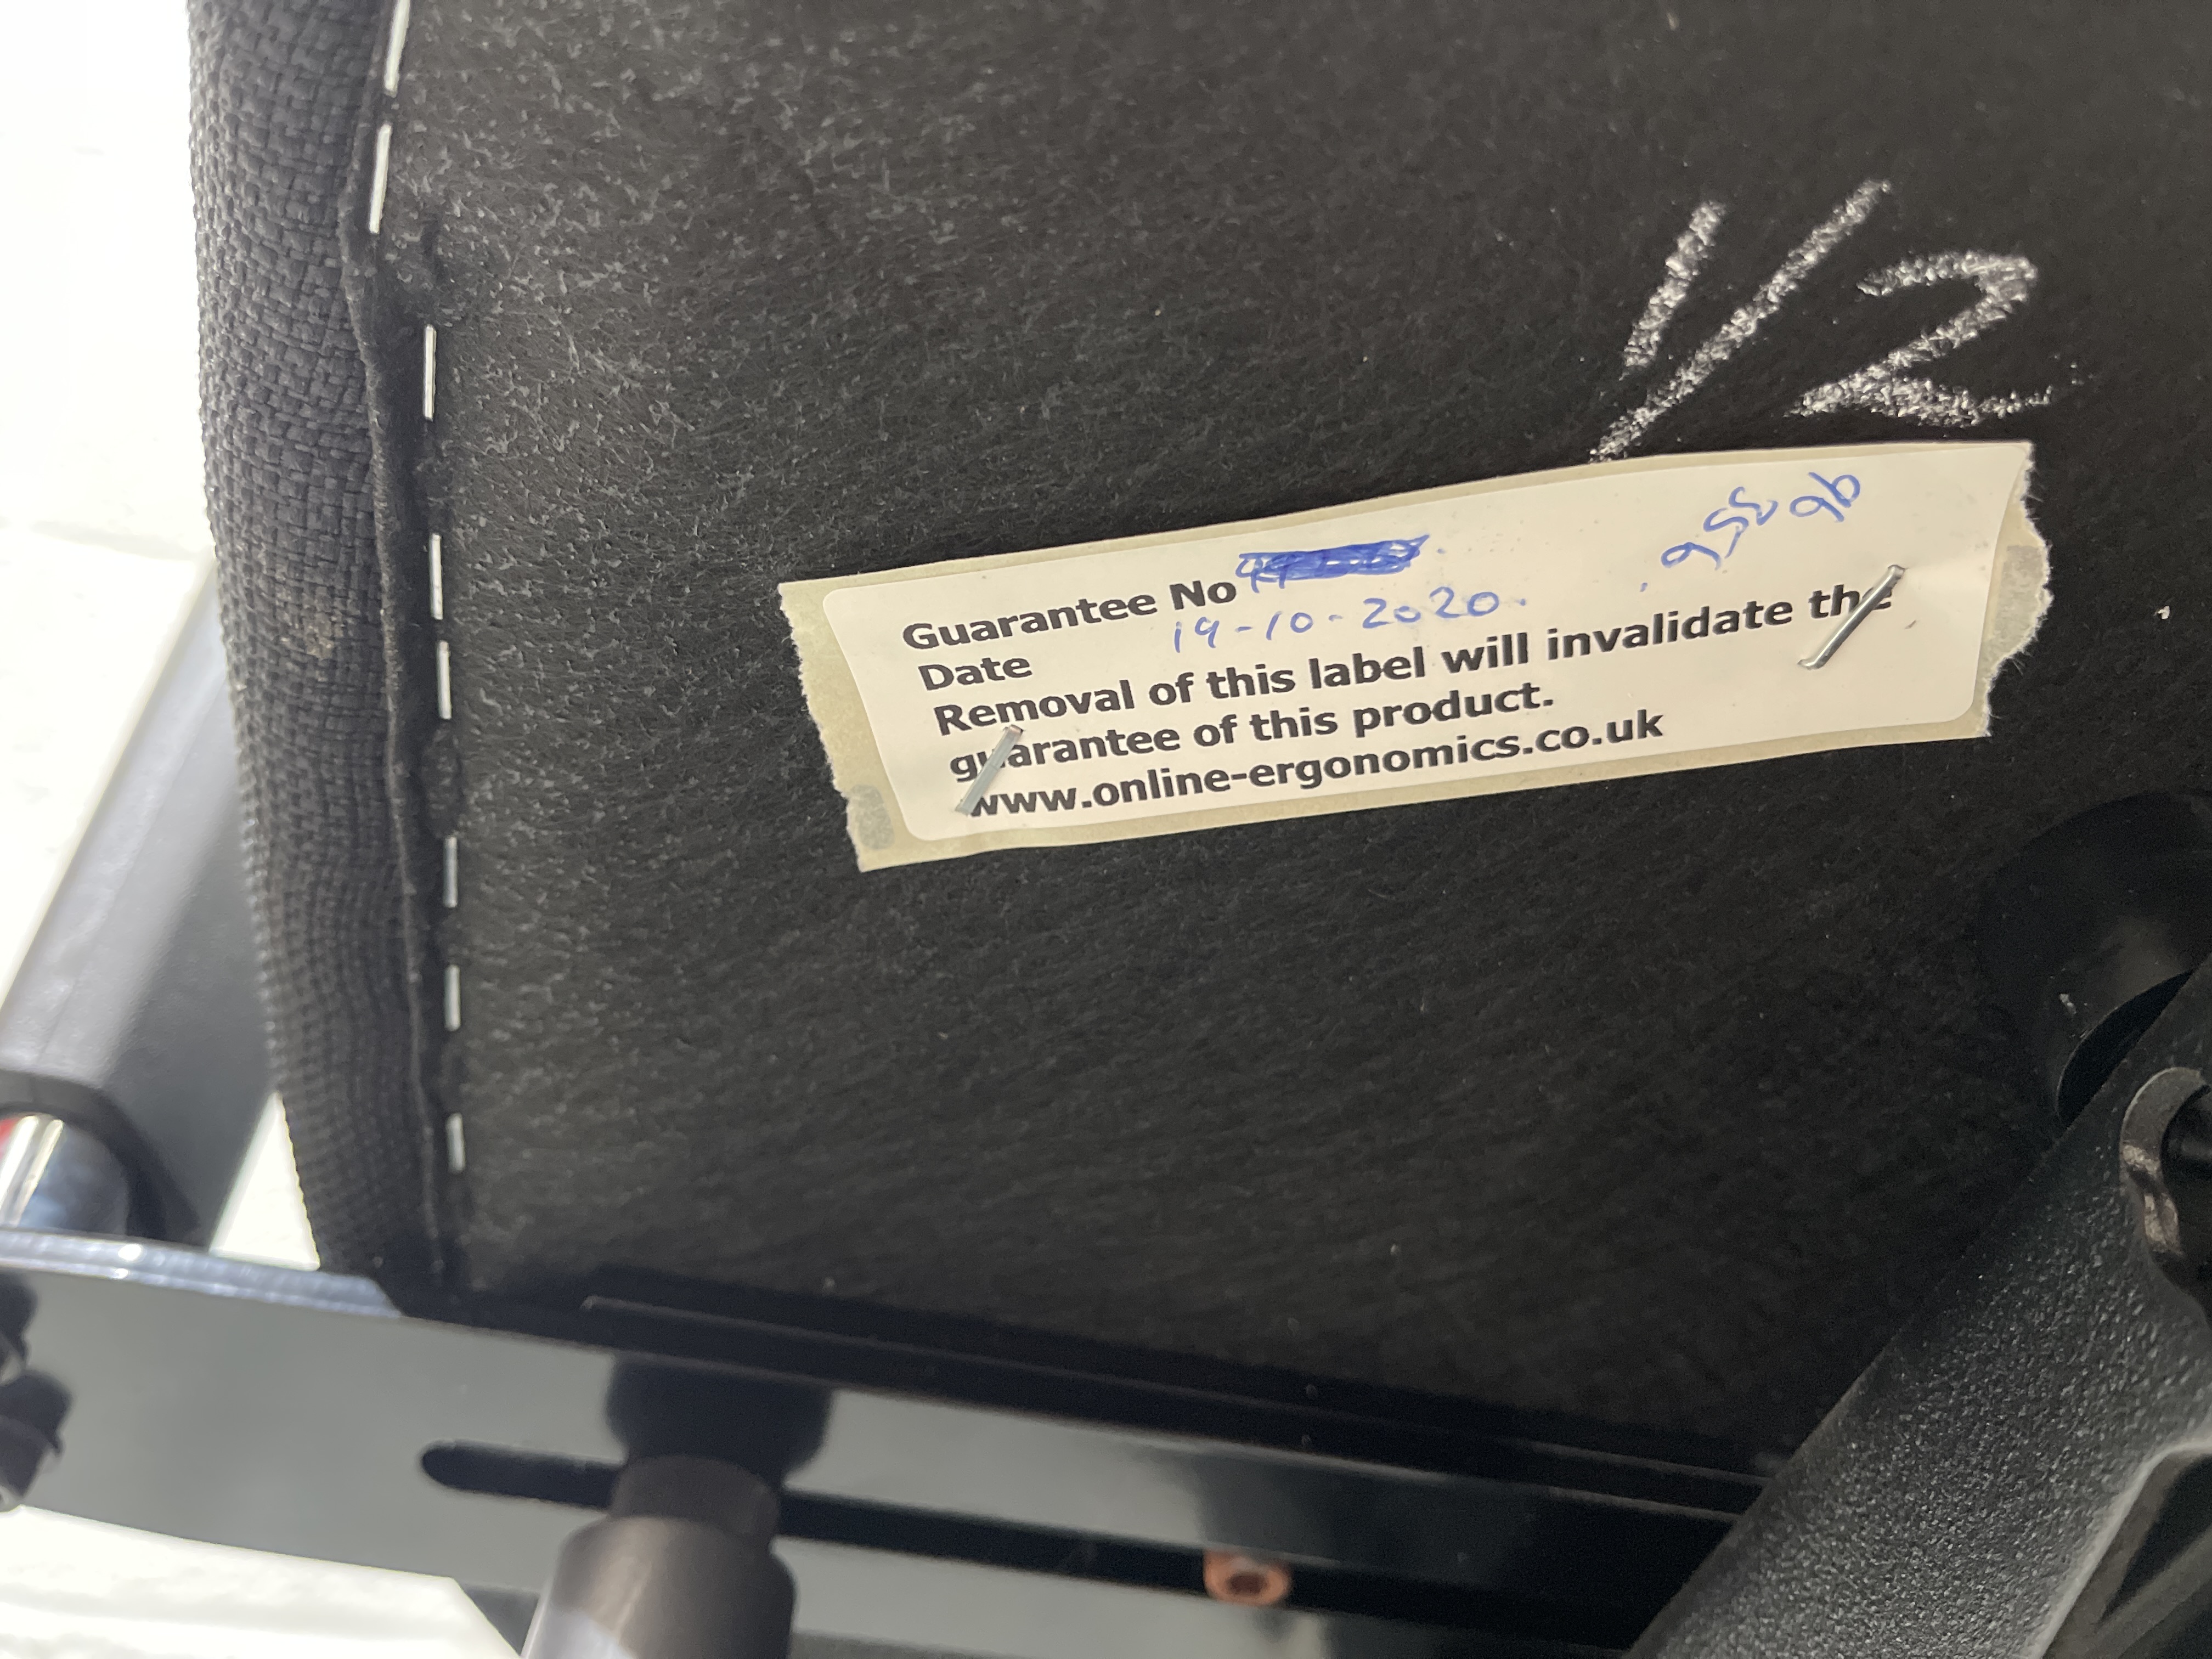 1/2
Guarantee No
Date 19-10-2020.
Removal of this label will invalidate the
guarantee of this product.
www.online-ergonomics.co.uk